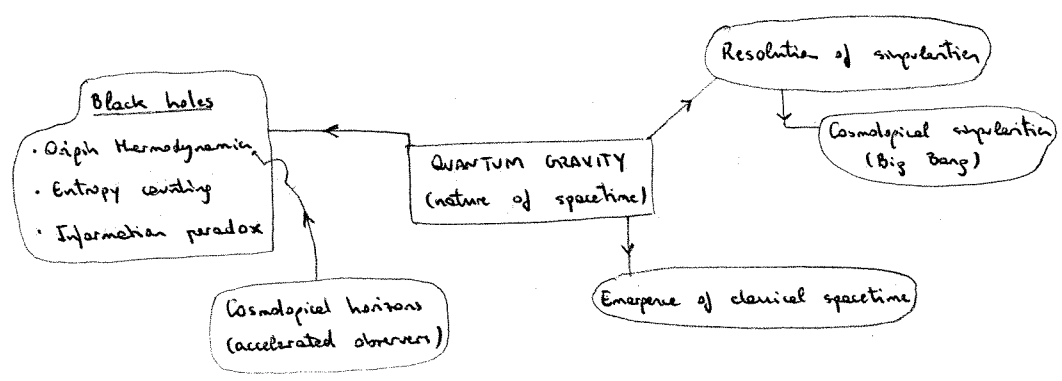 Black holes
· Origin thermodynamics
· Entropy counting
· Information paradox
Cosmological horizons
(accelerated observers)
QUANTUM GRAVITY
(nature of spacetime)
Resolution of singularities
Cosmological singularities
(Big Bang)
Emergence of classical spacetime